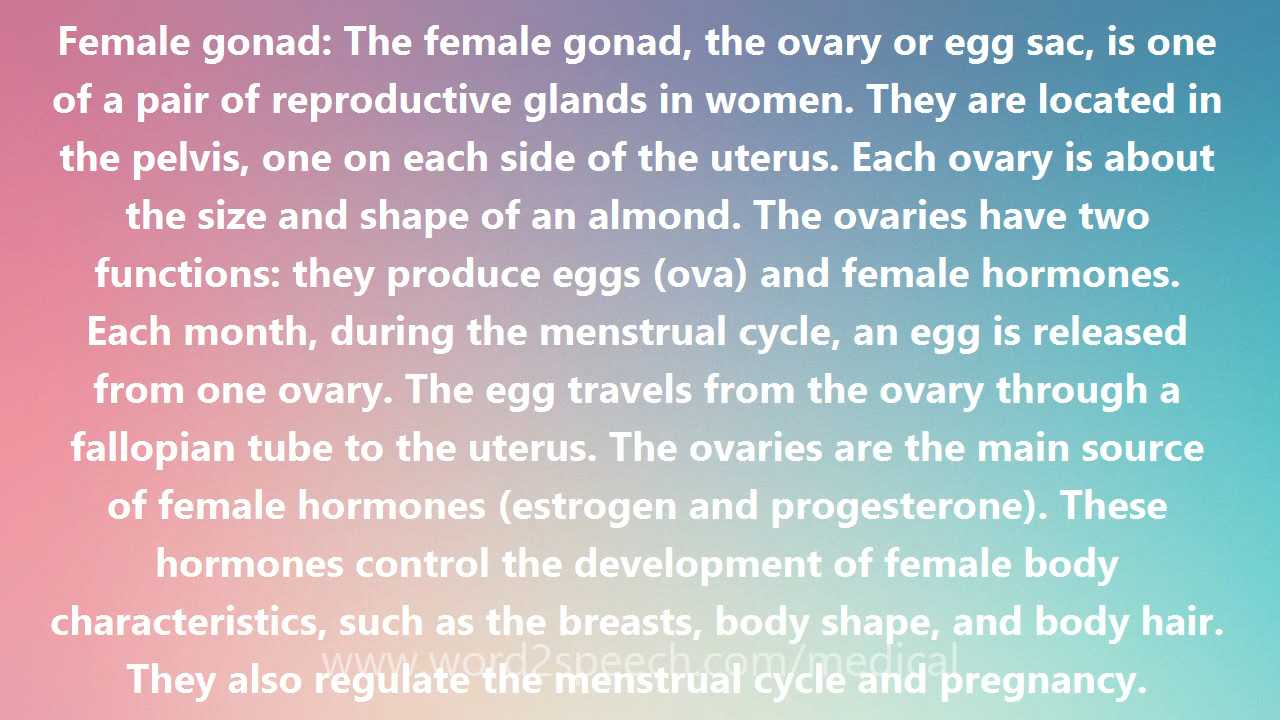 Female gonad: The female gonad, the ovary or egg sac, is one
of a pair of reproductive glands in women. They are located in
the pelvis, one on each side of the uterus. Each ovary is about
the size and shape of an almond. The ovaries have two
functions: they produce eggs (ova) and female hormones.
Each month, during the menstrual cycle, an egg is released
from one ovary. The egg travels from the ovary through a
fallopian tube to the uterus. The ovaries are the main source
of female hormones (estrogen and progesterone). These
hormones control the development of female body
characteristics, such as the breasts, body shape, and body hair.
www.word2speech.com/medical
They also regulate the menstrual cycle and pregnancy.